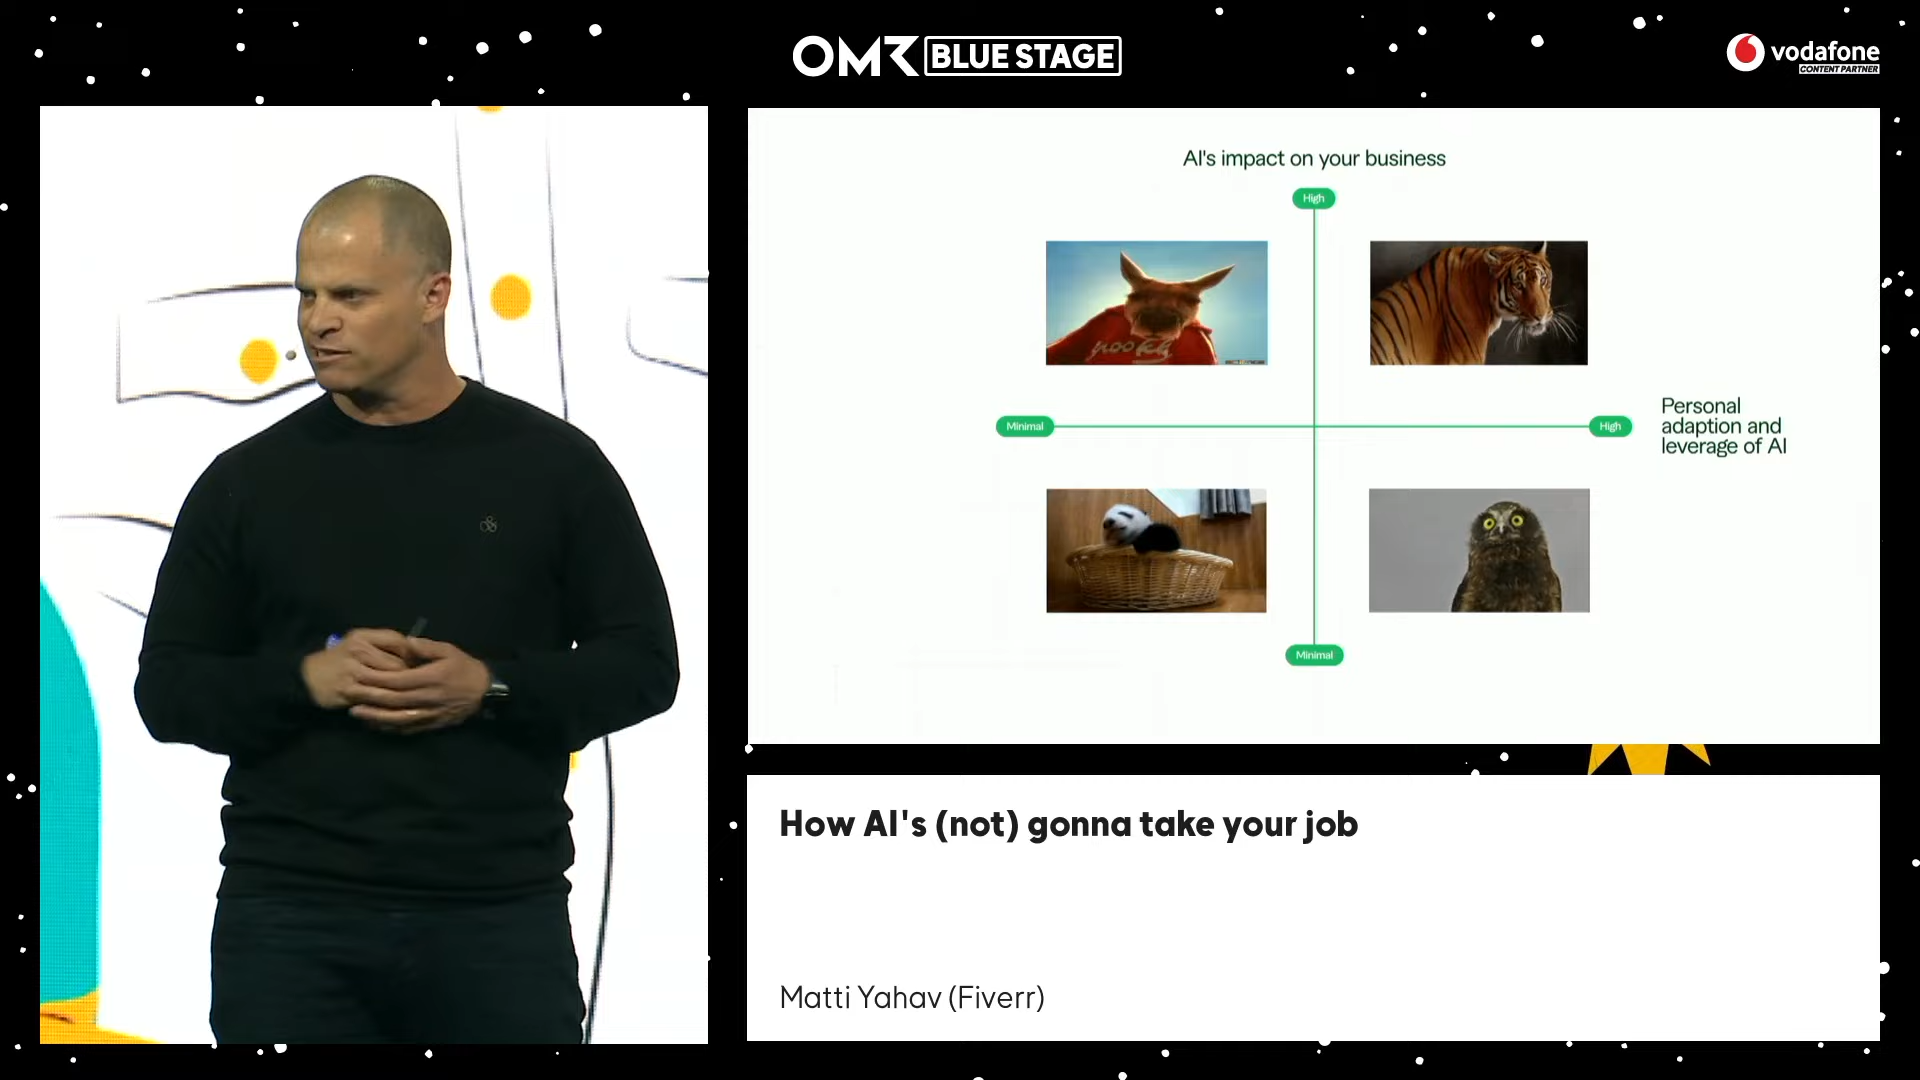 OMR BLUE STAGE
vodafone
CONTENT PARTNER
AI's impact on your business
High
Minimal
High
Personal
adaption and
leverage of AI
Minimal
How AI's (not) gonna take your job
Matti Yahav (Fiverr)